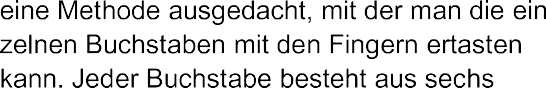 eine Methode ausgedacht, mit der man die ein
zelnen Buchstaben mit den Fingern ertasten
kann. Jeder Buchstabe besteht aus sechs